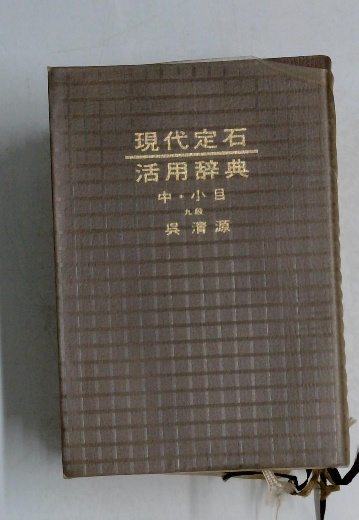 現代定石
活用辞典
中・小目
九段
呉清源